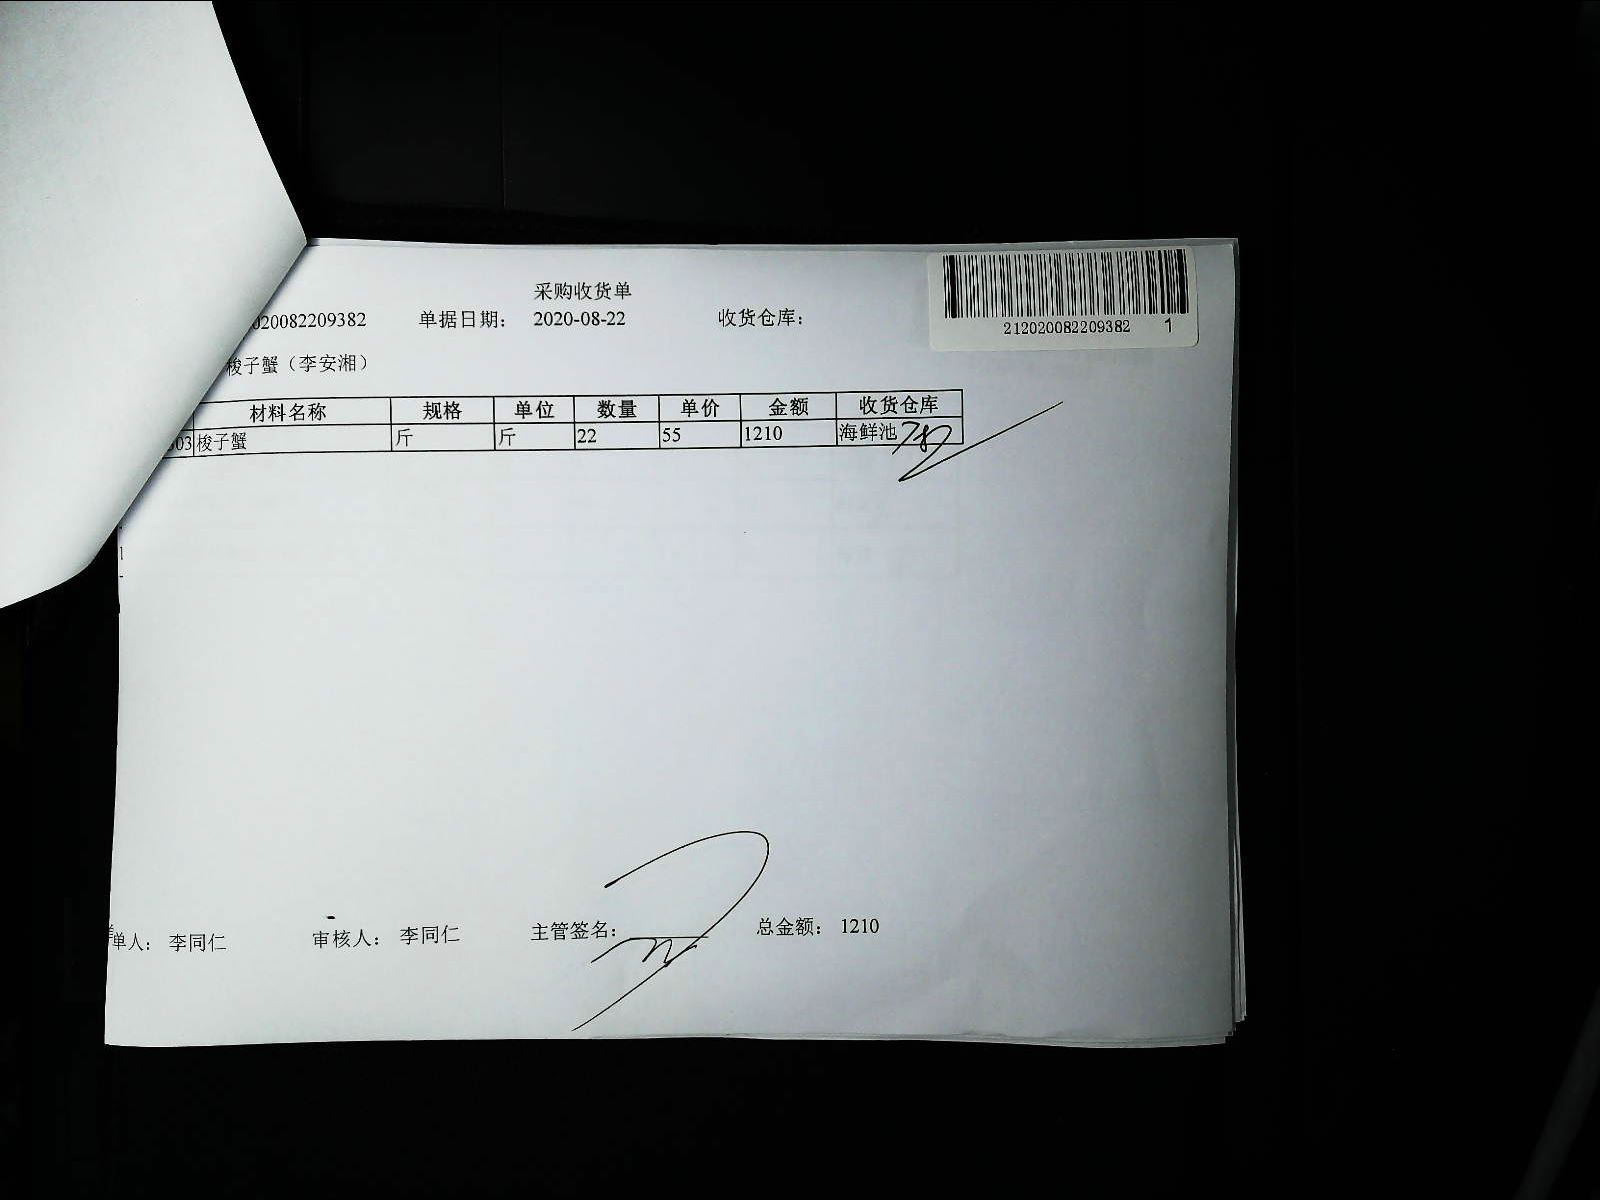 采购收货单
212020082209382 1
020082209382 单据日期： 2020-08-22 收货仓库：
梭子蟹（李安湘）
材料名称 规格 单位 数量 单价 金额 收货仓库
03 梭子蟹 斤 斤 22 55 1210 海鲜池
单人： 李同仁 审核人： 李同仁 主管签名： 总金额： 1210